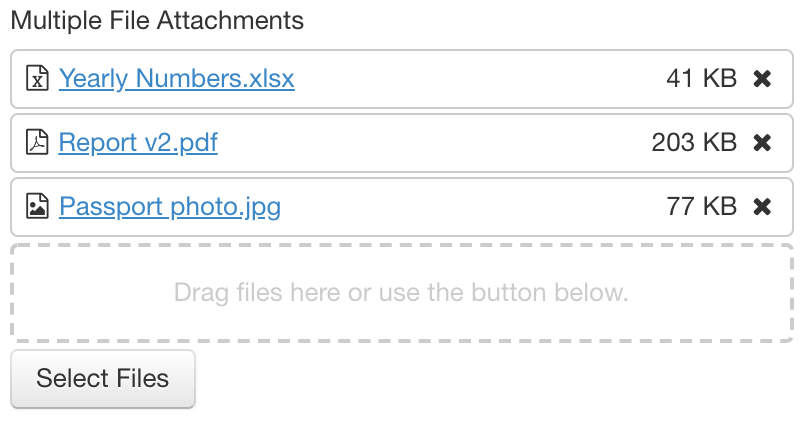 Multiple File Attachments
Yearly Numbers.xlsx 41 KB
Report v2.pdf 203 KB
Passport photo.jpg 77 KB
Drag files here or use the button below.
Select Files